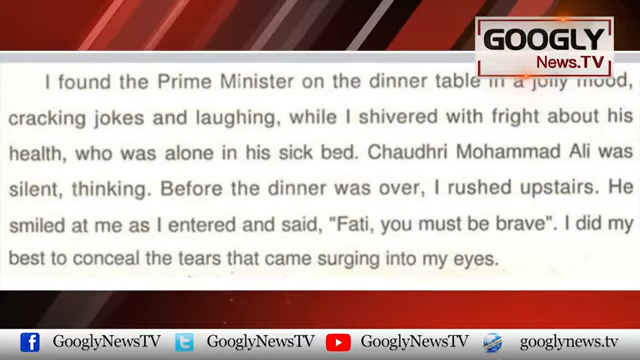 GOOGLY
News.TV
I found the Prime Minister on the dinner table in a jolly mood,
cracking jokes and laughing, while I shivered with fright about his
health, who was alone in his sick bed. Chaudhri Mohammad Ali was
silent, thinking. Before the dinner was over, I rushed upstairs. He
smiled at me as I entered and said, "Fati, you must be brave". I did my
best to conceal the tears that came surging into my eyes.
GooglyNewsTV GooglyNewsTV GooglyNewsTV googlynews.tv